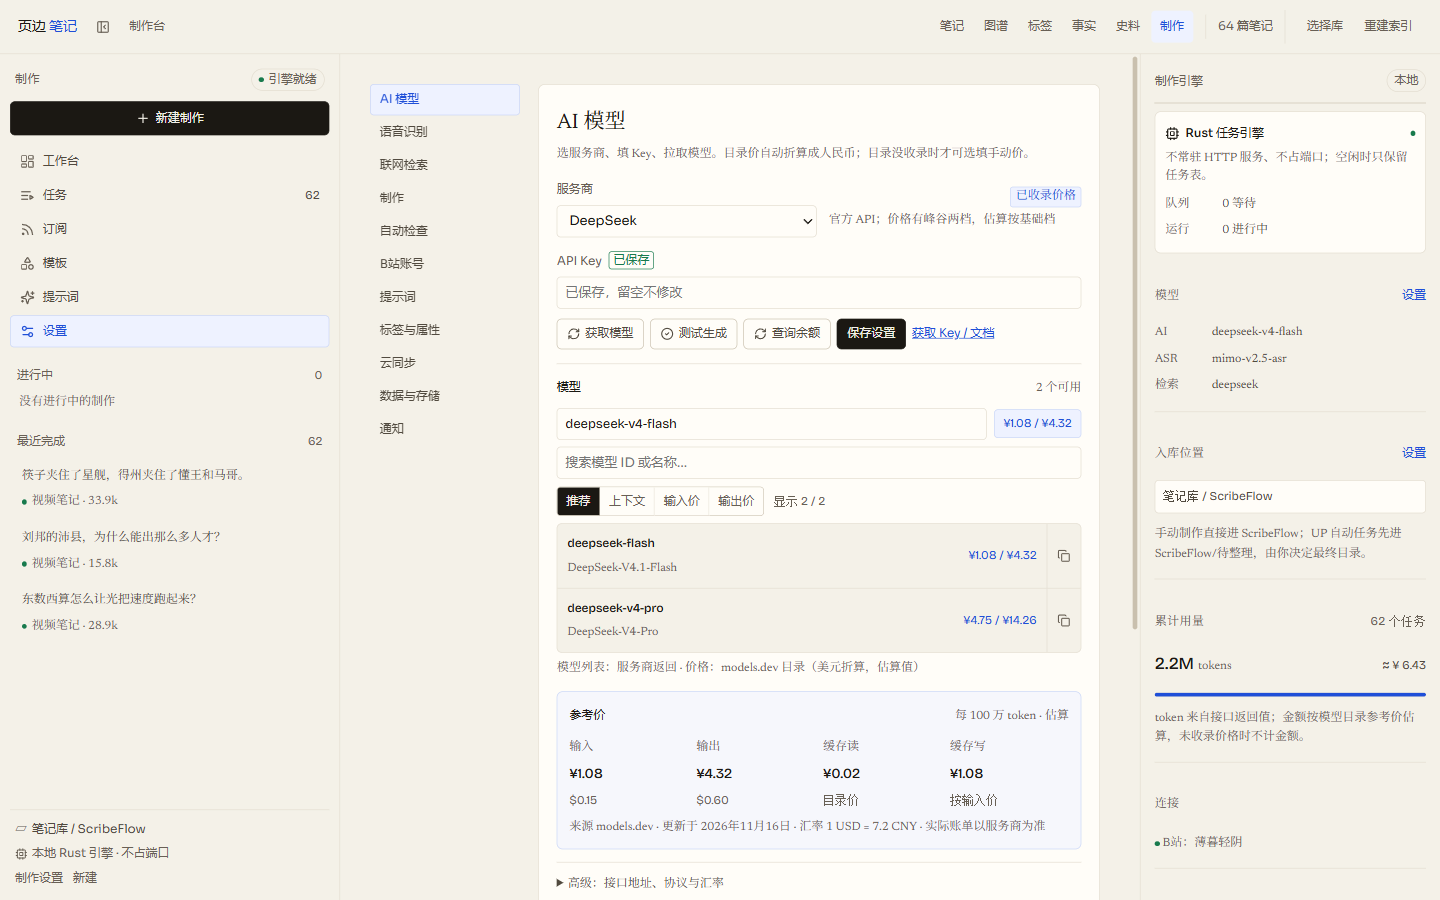 页边 笔记
制作台
笔记 图谱 标签 事实 史料 制作 64 篇笔记 选择库 重建索引
制作
引擎就绪
新建制作
工作台
任务 62
订阅
模板
提示词
设置
进行中 0
没有进行中的制作
最近完成 62
筷子夹住了星舰，得州夹住了懂王和马哥。
视频笔记 · 33.9k
刘邦的沛县，为什么能出那么多人才？
视频笔记 · 15.8k
东数西算怎么让光把速度跑起来？
视频笔记 · 28.9k
笔记库 / ScribeFlow
本地 Rust 引擎 · 不占端口
制作设置 新建
AI 模型
语音识别
联网检索
制作
自动检查
B站账号
提示词
标签与属性
云同步
数据与存储
通知
AI 模型
选服务商、填 Key、拉取模型。目录价自动折算成人民币；目录没收录时才可选填手动价。
服务商
已收录价格
DeepSeek
官方 API；价格有峰谷两档，估算按基础档
API Key 已保存
已保存，留空不修改
获取模型 测试生成 查询余额 保存设置 获取 Key / 文档
模型 2 个可用
deepseek-v4-flash ¥1.08 / ¥4.32
搜索模型 ID 或名称...
推荐 上下文 输入价 输出价 显示 2 / 2
deepseek-flash
DeepSeek-V4.1-Flash
¥1.08 / ¥4.32
deepseek-v4-pro
DeepSeek-V4-Pro
¥4.75 / ¥14.26
模型列表：服务商返回 · 价格：models.dev 目录（美元折算，估算值）
参考价 每 100 万 token · 估算
输入 输出 缓存读 缓存写
¥1.08 ¥4.32 ¥0.02 ¥1.08
$0.15 $0.60 目录价 按输入价
来源 models.dev · 更新于 2026年11月16日 · 汇率 1 USD = 7.2 CNY · 实际账单以服务商为准
高级：接口地址、协议与汇率
制作引擎 本地
Rust 任务引擎
不常驻 HTTP 服务、不占端口；空闲时只保留
任务表。
队列 0 等待
运行 0 进行中
模型 设置
AI deepseek-v4-flash
ASR mimo-v2.5-asr
检索 deepseek
入库位置 设置
笔记库 / ScribeFlow
手动制作直接进 ScribeFlow；UP 自动任务先进
ScribeFlow/待整理，由你决定最终目录。
累计用量 62 个任务
2.2M tokens ≈ ¥ 6.43
token 来自接口返回值；金额按模型目录参考价估
算，未收录价格时不计金额。
连接
B站：薄暮轻阴